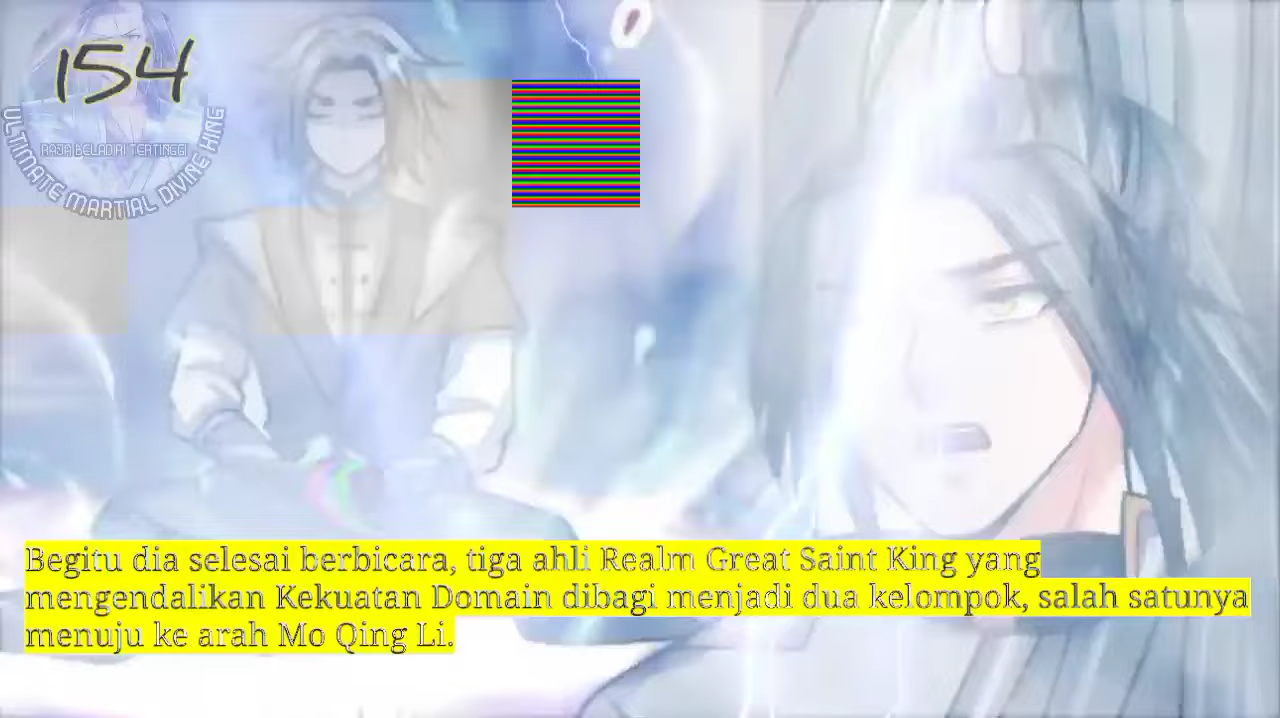 154
ULTIMATE MARTIAL DIVINE KING
RAJA BELADIRI TERTINGGI
Begitu dia selesai berbicara, tiga ahli Realm Great Saint King yang
mengendalikan Kekuatan Domain dibagi menjadi dua kelompok, salah satunya
menuju ke arah Mo Qing Li.